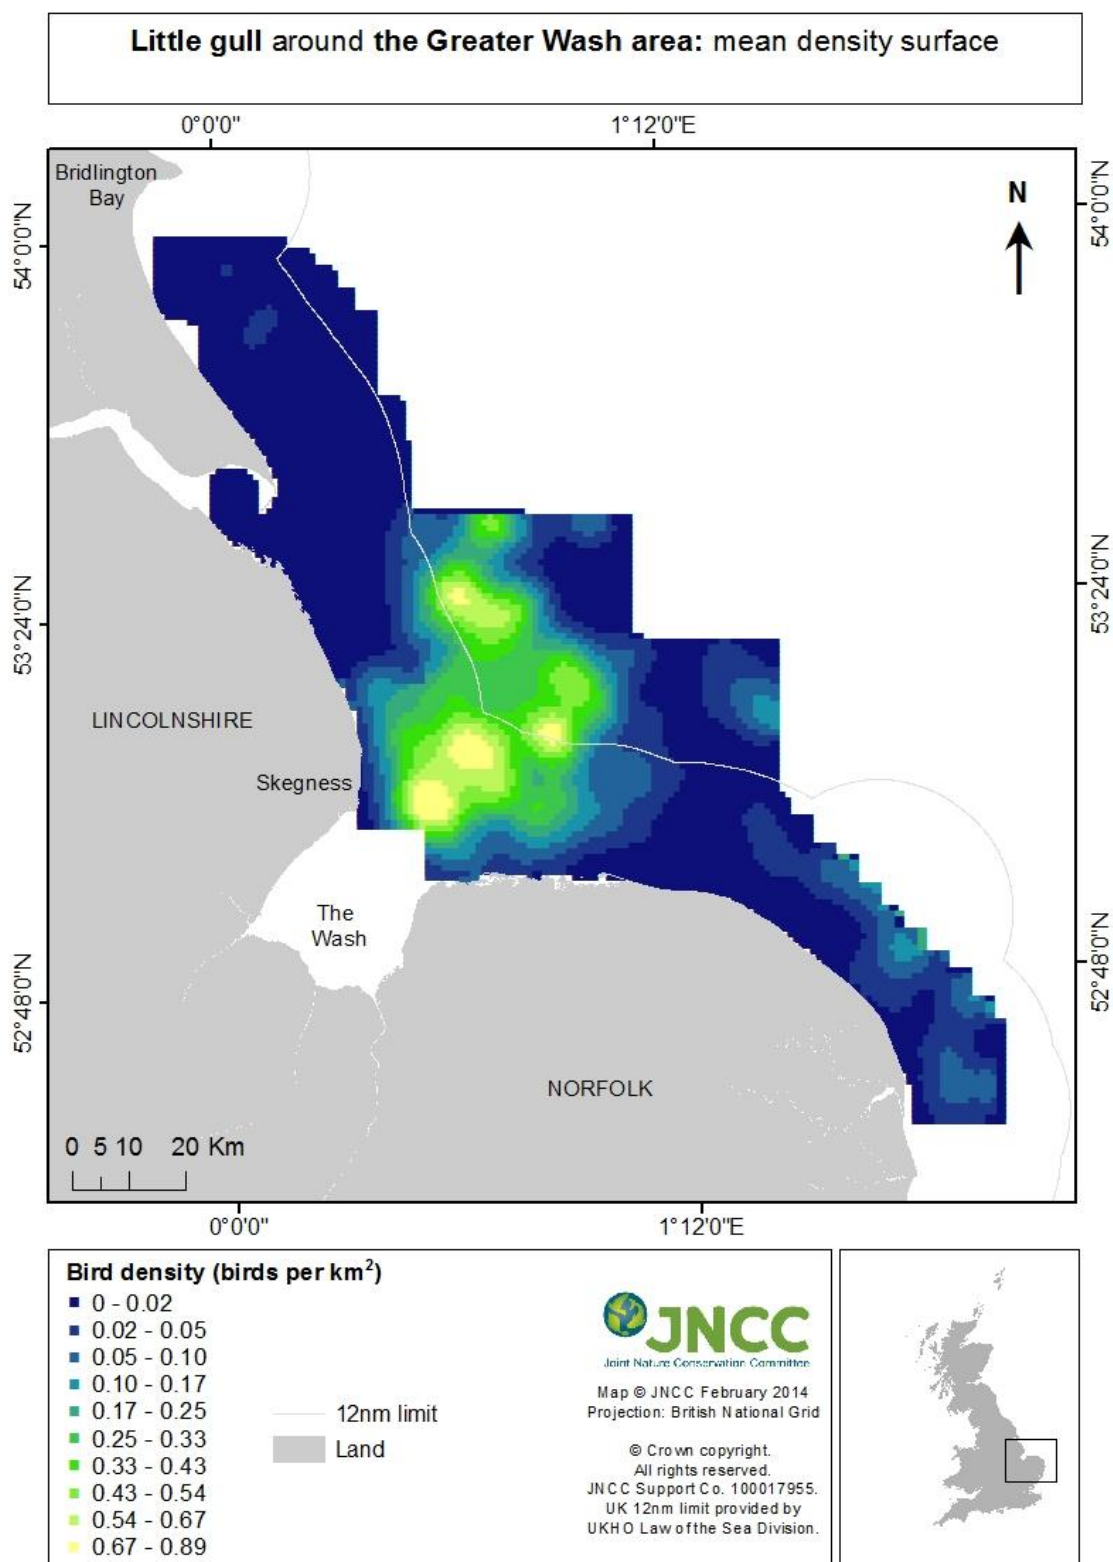 Little gull around the Greater Wash area: mean density surface
0°0'0"
1°12'0"E
Bridlington
Bay
N
54°0'0"N
54°0'0"N
53°24'0"N
53°24'0"N
LINCOLNSHIRE
Skegness
The
Wash
52°48'0"N
52°48'0"N
NORFOLK
0 5 10 20 Km
0°0'0"
1°12'0"E
Bird density (birds per km²)
0 - 0.02
0.02 - 0.05
0.05 - 0.10
0.10 - 0.17
0.17 - 0.25
0.25 - 0.33
0.33 - 0.43
0.43 - 0.54
0.54 - 0.67
0.67 - 0.89
12nm limit
Land
JNCC
Joint Nature Conservation Committee
Map © JNCC February 2014
Projection: British National Grid
© Crown copyright.
All rights reserved.
JNCC Support Co. 100017955.
UK 12nm limit provided by
UKHO Law of the Sea Division.